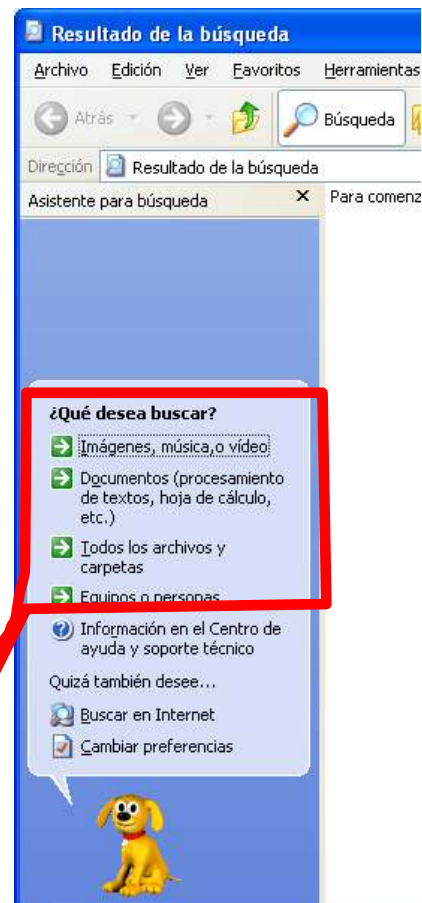 Resultado de la búsqueda
Archivo Edición Ver Favoritos Herramientas
Atrás Búsqueda
Dirección Resultado de la búsqueda
Asistente para búsqueda X Para comenz
¿Qué desea buscar?
Imágenes, música,o vídeo
Documentos (procesamiento
de textos, hoja de cálculo,
etc.)
Todos los archivos y
carpetas
Equipos o personas
Información en el Centro de
ayuda y soporte técnico
Quizá también desee...
Buscar en Internet
Cambiar preferencias